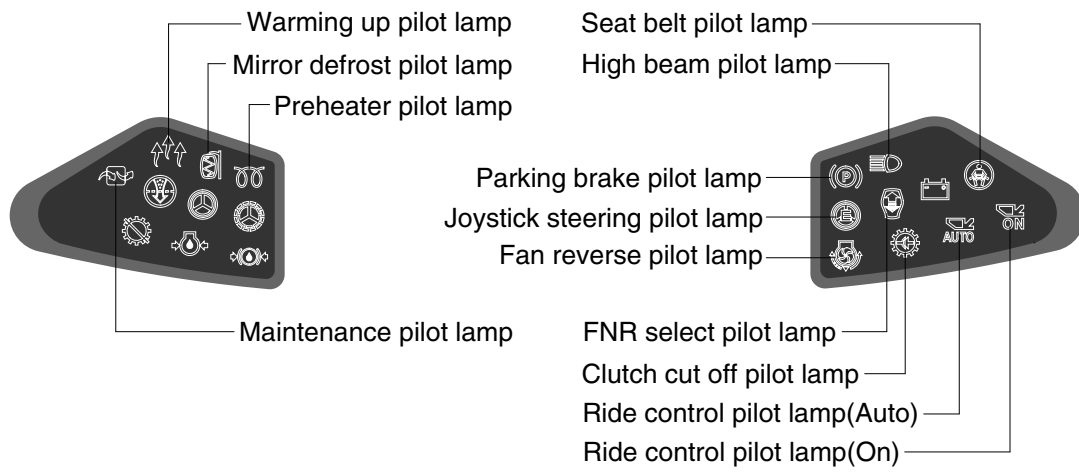 Warming up pilot lamp
Mirror defrost pilot lamp
Preheater pilot lamp
Maintenance pilot lamp
Seat belt pilot lamp
High beam pilot lamp
Parking brake pilot lamp
Joystick steering pilot lamp
Fan reverse pilot lamp
P
AUTO
ON
FNR select pilot lamp
Clutch cut off pilot lamp
Ride control pilot lamp(Auto)
Ride control pilot lamp(On)